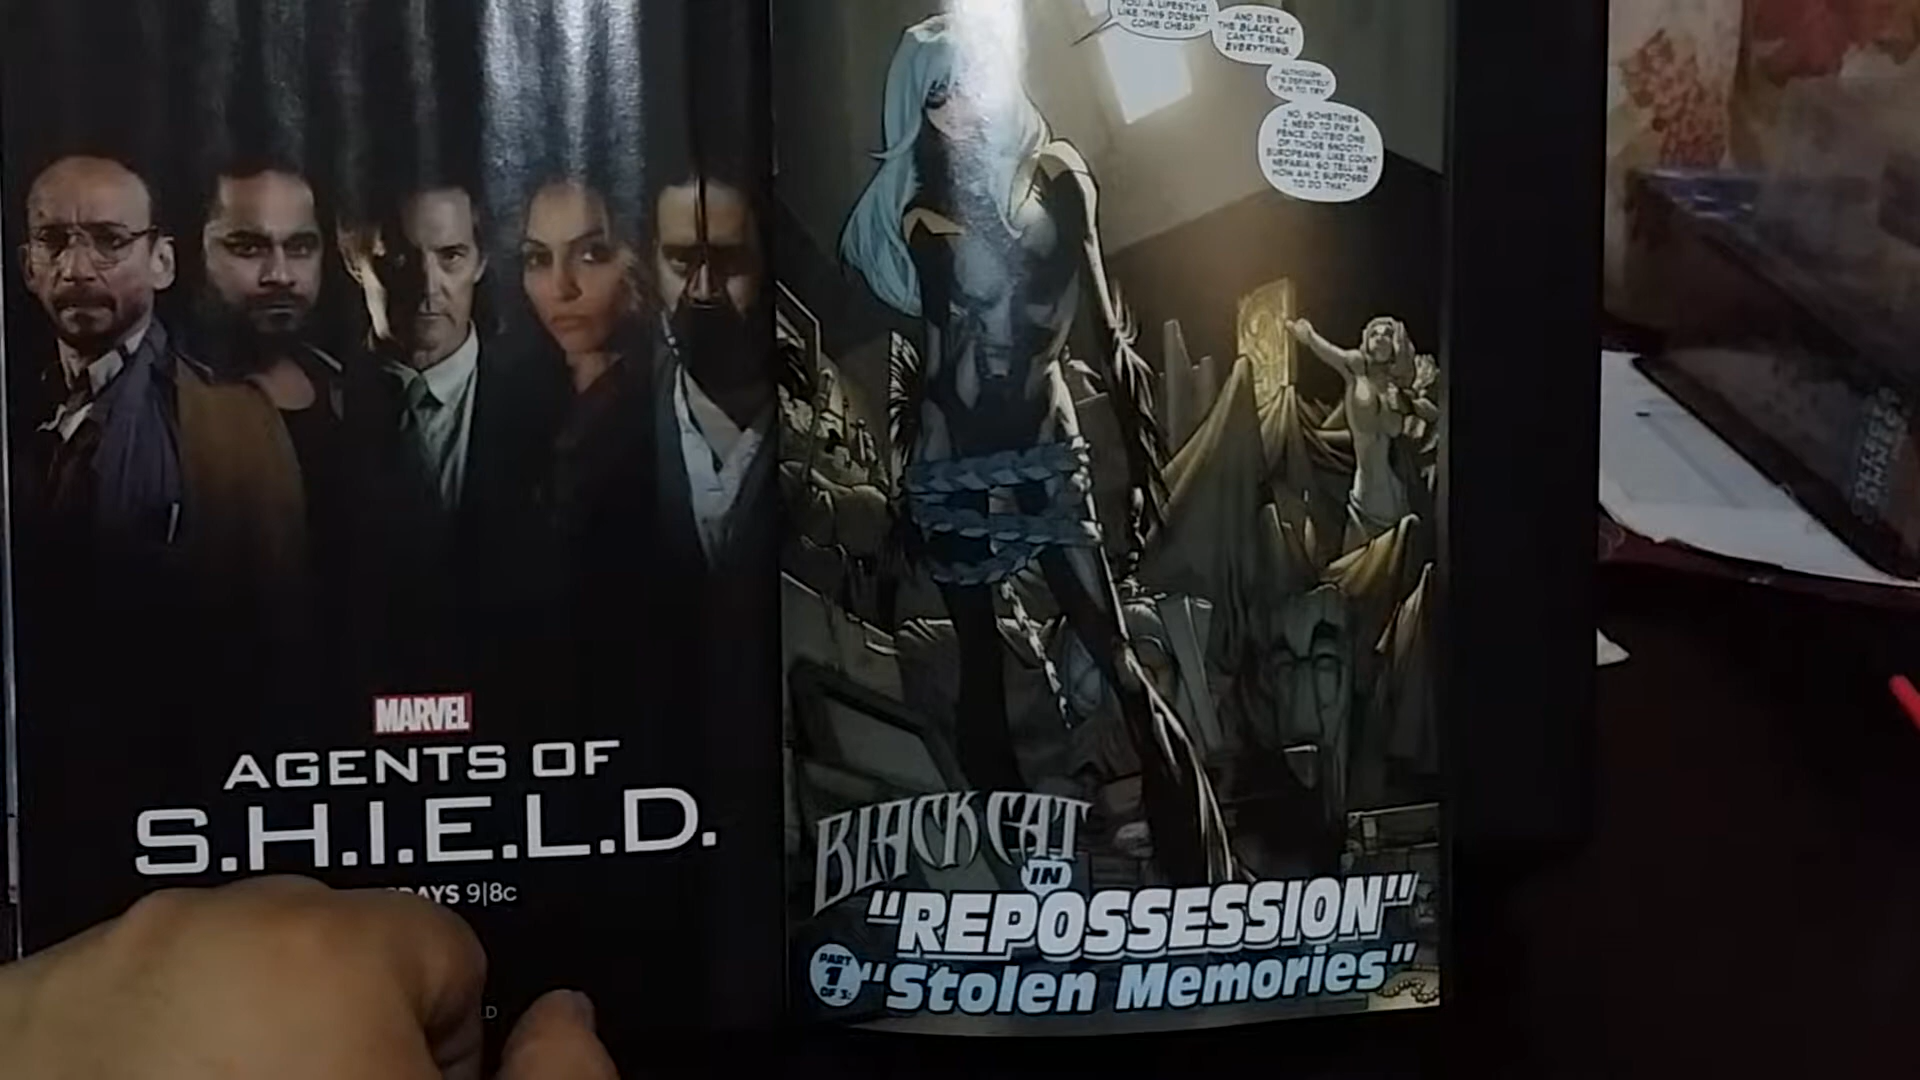 MARVEL
AGENTS OF
S.H.I.E.L.D.
DAYS 9|8c
YOU. A LIFESTYLE
LIKE THIS DOESN'T
COME CHEAP.
AND EVEN
THE BLACK CAT
CAN'T STEAL
EVERYTHING.
ALTHOUGH
IT'S DEFINITELY
FUN TO TRY.
NO, SOMETIMES
I NEED TO PAY A
FENCE. OUTBID ONE
OF THOSE SNOOTY
EUROPEANS, LIKE COUNT
NEFARIA. SO TELL ME,
HOW AM I SUPPOSED
TO DO THAT...
BLACK CAT
IN
"REPOSSESSION"
PART
1
OF 3:
"Stolen Memories"